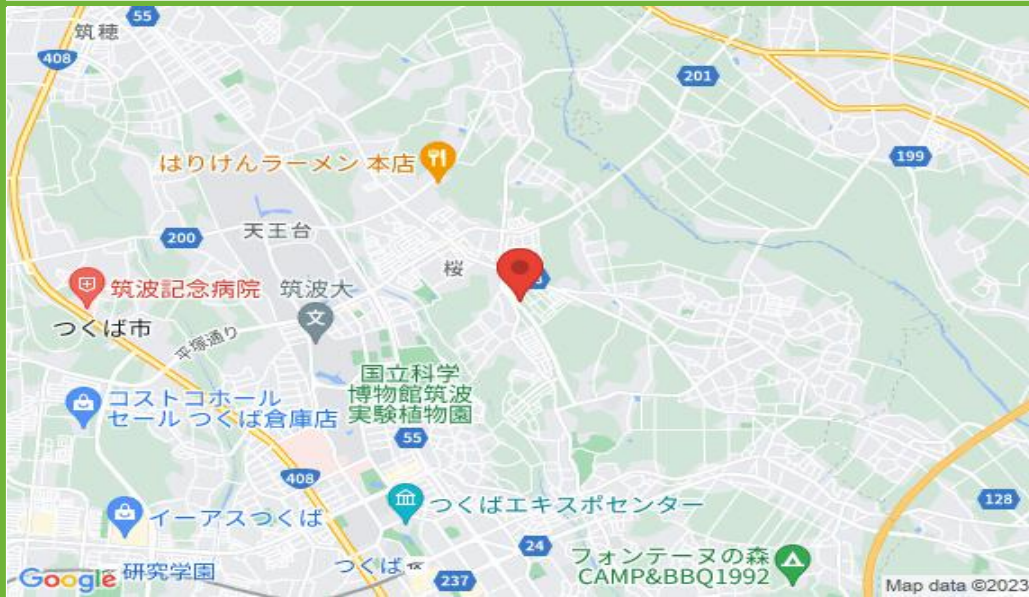 55
筑穂
408
201
はりけんラーメン 本店
199
天王台
200
桜
筑波記念病院
筑波大
つくば市
平塚通り
国立科学
博物館筑波
実験植物園
コストコホール
セール つくば倉庫店
55
408
128
つくばエキスポセンター
イーアスつくば
24
フォンテーヌの森
CAMP&BBQ1992
つくば
研究学園
237
Google
Map data ©2023